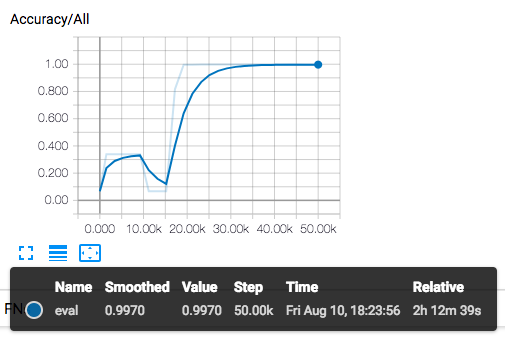 Accuracy/All
1.00
0.800
0.600
0.400
0.200
0.00
0.000 10.00k 20.00k 30.00k 40.00k 50.00k
Name Smoothed Value Step Time Relative
eval 0.9970 0.9970 50.00k Fri Aug 10, 18:23:56 2h 12m 39s